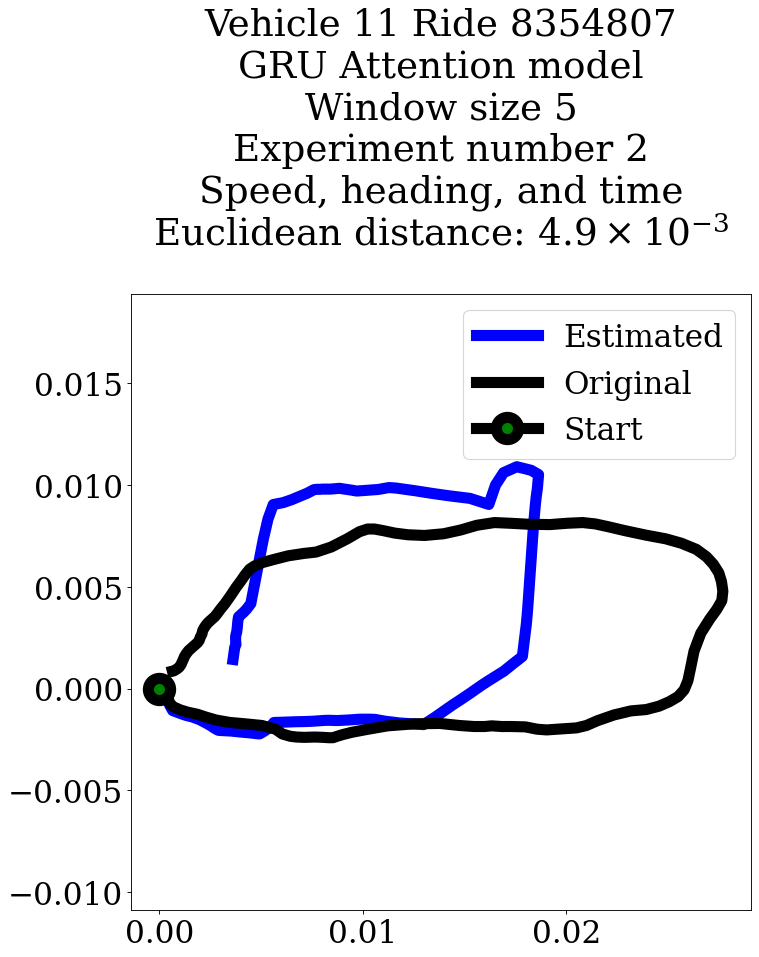 Vehicle 11 Ride 8354807
GRU Attention model
Window size 5
Experiment number 2
Speed, heading, and time
Euclidean distance: 4.9 × 10⁻³
Estimated
Original
Start
0.015
0.010
0.005
0.000
−0.005
−0.010
0.00 0.01 0.02